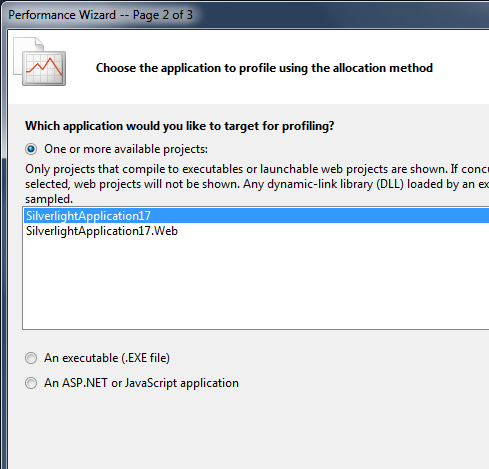 Performance Wizard -- Page 2 of 3
Choose the application to profile using the allocation method
Which application would you like to target for profiling?
One or more available projects:
Only projects that compile to executables or launchable web projects are shown. If concu
selected, web projects will not be shown. Any dynamic-link library (DLL) loaded by an ex
sampled.
SilverlightApplication17
SilverlightApplication17.Web
An executable (.EXE file)
An ASP.NET or JavaScript application